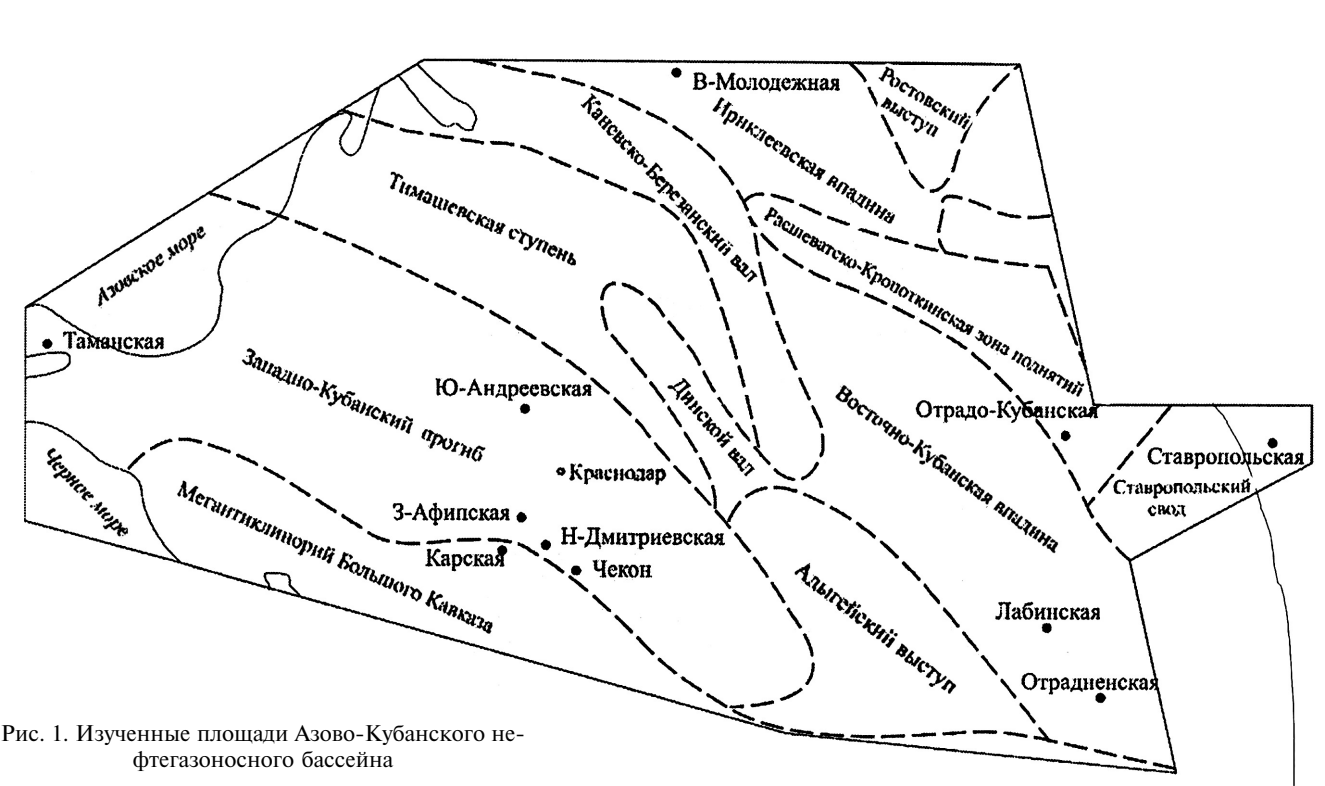 В-Молодежная
Ростовский
выступ
Ирклеевская впадина
Каневско-Березанский вал
Тимашевская ступень
Расшеватско-Кропоткинская зона поднятий
Азовское море
Таманская
Западно-Кубанский прогиб
Ю-Андреевская
Динской вал
Восточно-Кубанская впадина
Отрадо-Кубанская
Ставропольская
Ставропольский
свод
Краснодар
Черное море
Мегантиклинорий Большого Кавказа
З-Афипская
Н-Дмитриевская
Карская
Чекон
Адыгейский выступ
Лабинская
Отрадненская
Рис. 1. Изученные площади Азово-Кубанского не-
фтегазоносного бассейна